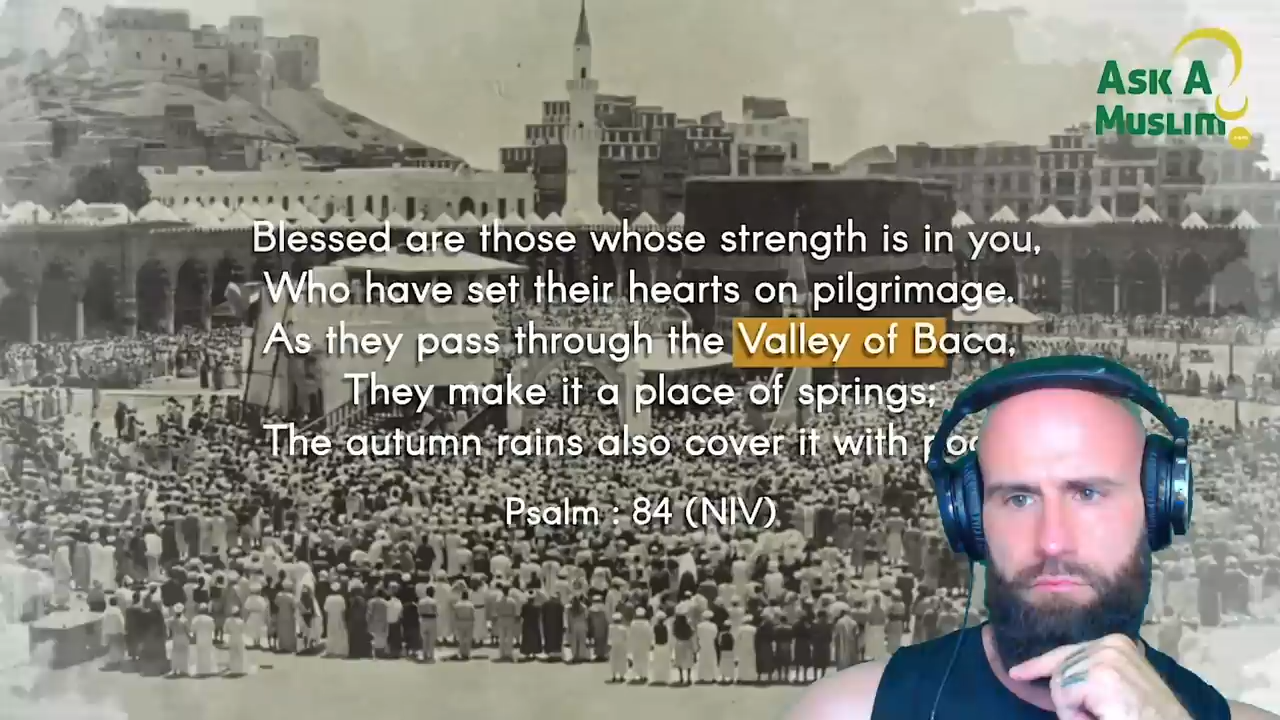 ASK A
MUSLIM
.com
Blessed are those whose strength is in you,
Who have set their hearts on pilgrimage.
As they pass through the Valley of Baca,
They make it a place of springs;
The autumn rains also cover it with
Psalm : 84 (NIV)